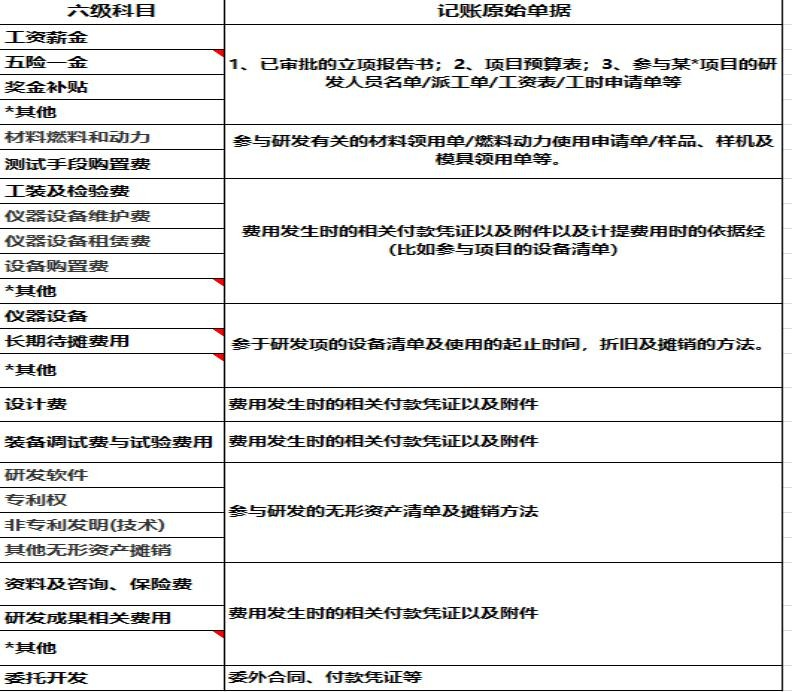 六级科目 记账原始单据
工资薪金
五险一金
奖金补贴
*其他
1、已审批的立项报告书；2、项目预算表；3、参与某*项目的研
发人员名单/派工单/工资表/工时申请单等
材料燃料和动力
测试手段购置费
参与研发有关的材料领用单/燃料动力使用申请单/样品、样机及
模具领用单等。
工装及检验费
仪器设备维护费
仪器设备租赁费
设备购置费
*其他
费用发生时的相关付款凭证以及附件以及计提费用时的依据经
(比如参与项目的设备清单)
仪器设备
长期待摊费用
*其他
参于研发项的设备清单及使用的起止时间，折旧及摊销的方法。
设计费 费用发生时的相关付款凭证以及附件
装备调试费与试验费用 费用发生时的相关付款凭证以及附件
研发软件
专利权
非专利发明(技术)
其他无形资产摊销
参与研发的无形资产清单及摊销方法
资料及咨询、保险费
研发成果相关费用
*其他
费用发生时的相关付款凭证以及附件
委托开发 委外合同、付款凭证等